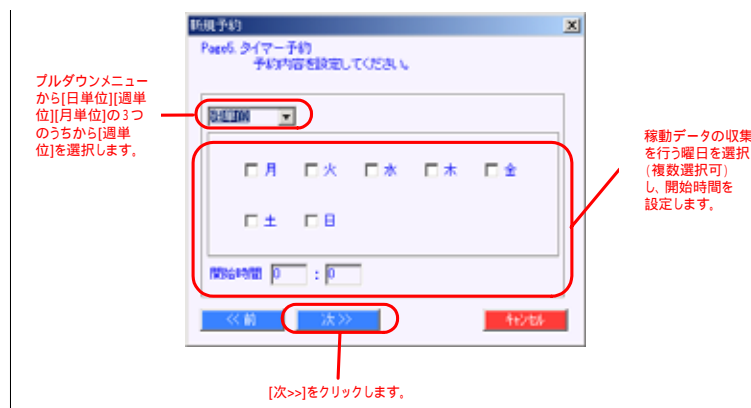 新規予約
Page5. タイマー予約
予約内容を設定してください。
プルダウンメニュー
から[日単位][週単
位][月単位]の3つ
のうちから[週単
位]を選択します。
月 火 水 木 金
土 日
稼動データの収集
を行う曜日を選択
(複数選択可)
し、開始時間を
設定します。
開始時間 0 : 0
<< 前 次 >> キャンセル
[次>>]をクリックします。